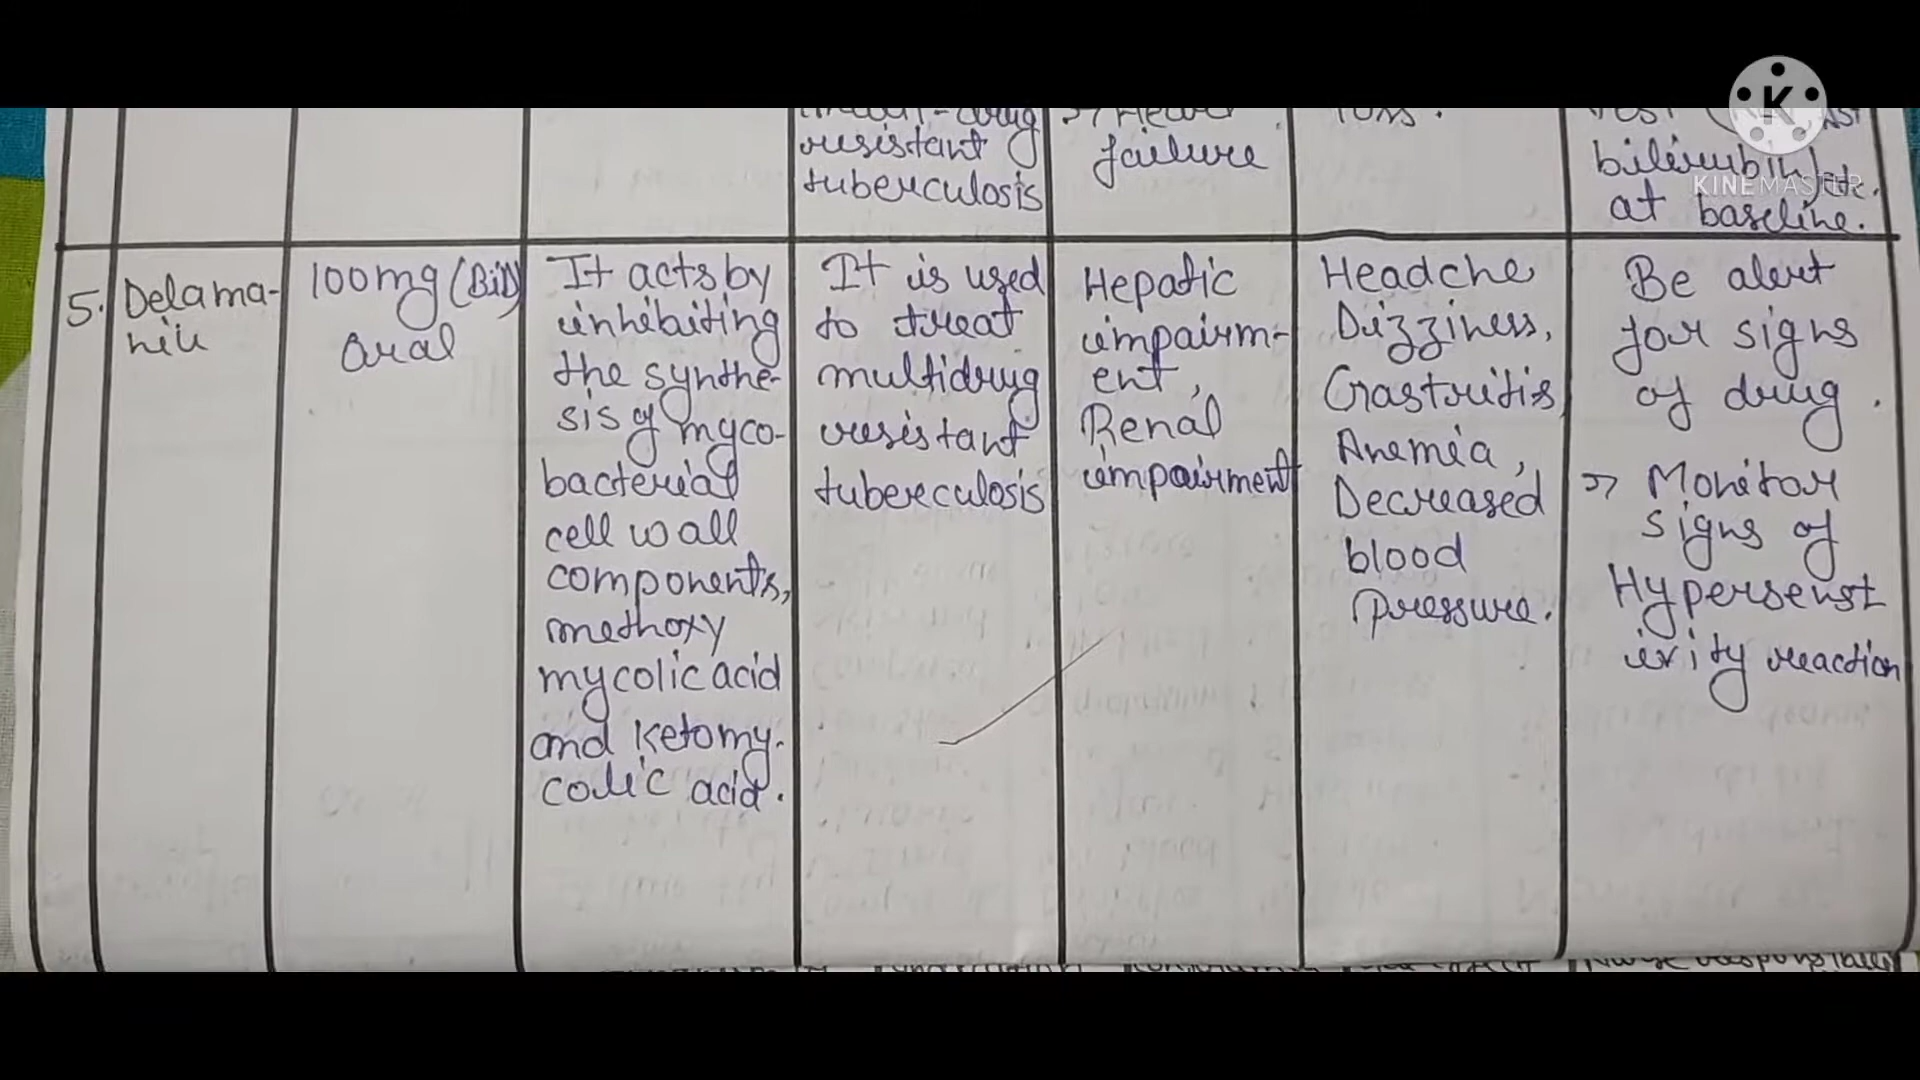 resistant
tuberculosis
failure
bilirubin
at baseline.
KINEMASTER
5.
Delama-
nii
100mg (BiD)
oral
It acts by
inhibiting
the synthe-
sis of myco-
bacterial
cell wall
components,
methoxy
mycolic acid
and ketomy-
colic acid.
It is used
to treat
multidrug
resistant
tuberculosis
Hepatic
impairm-
ent,
Renal
impairment
Headche
Dizziness,
Gastritis
Anemia,
Decreased
blood
pressure.
Be alert
for signs
of drug.
=> Monitor
signs of
Hypersenst
ivity reaction